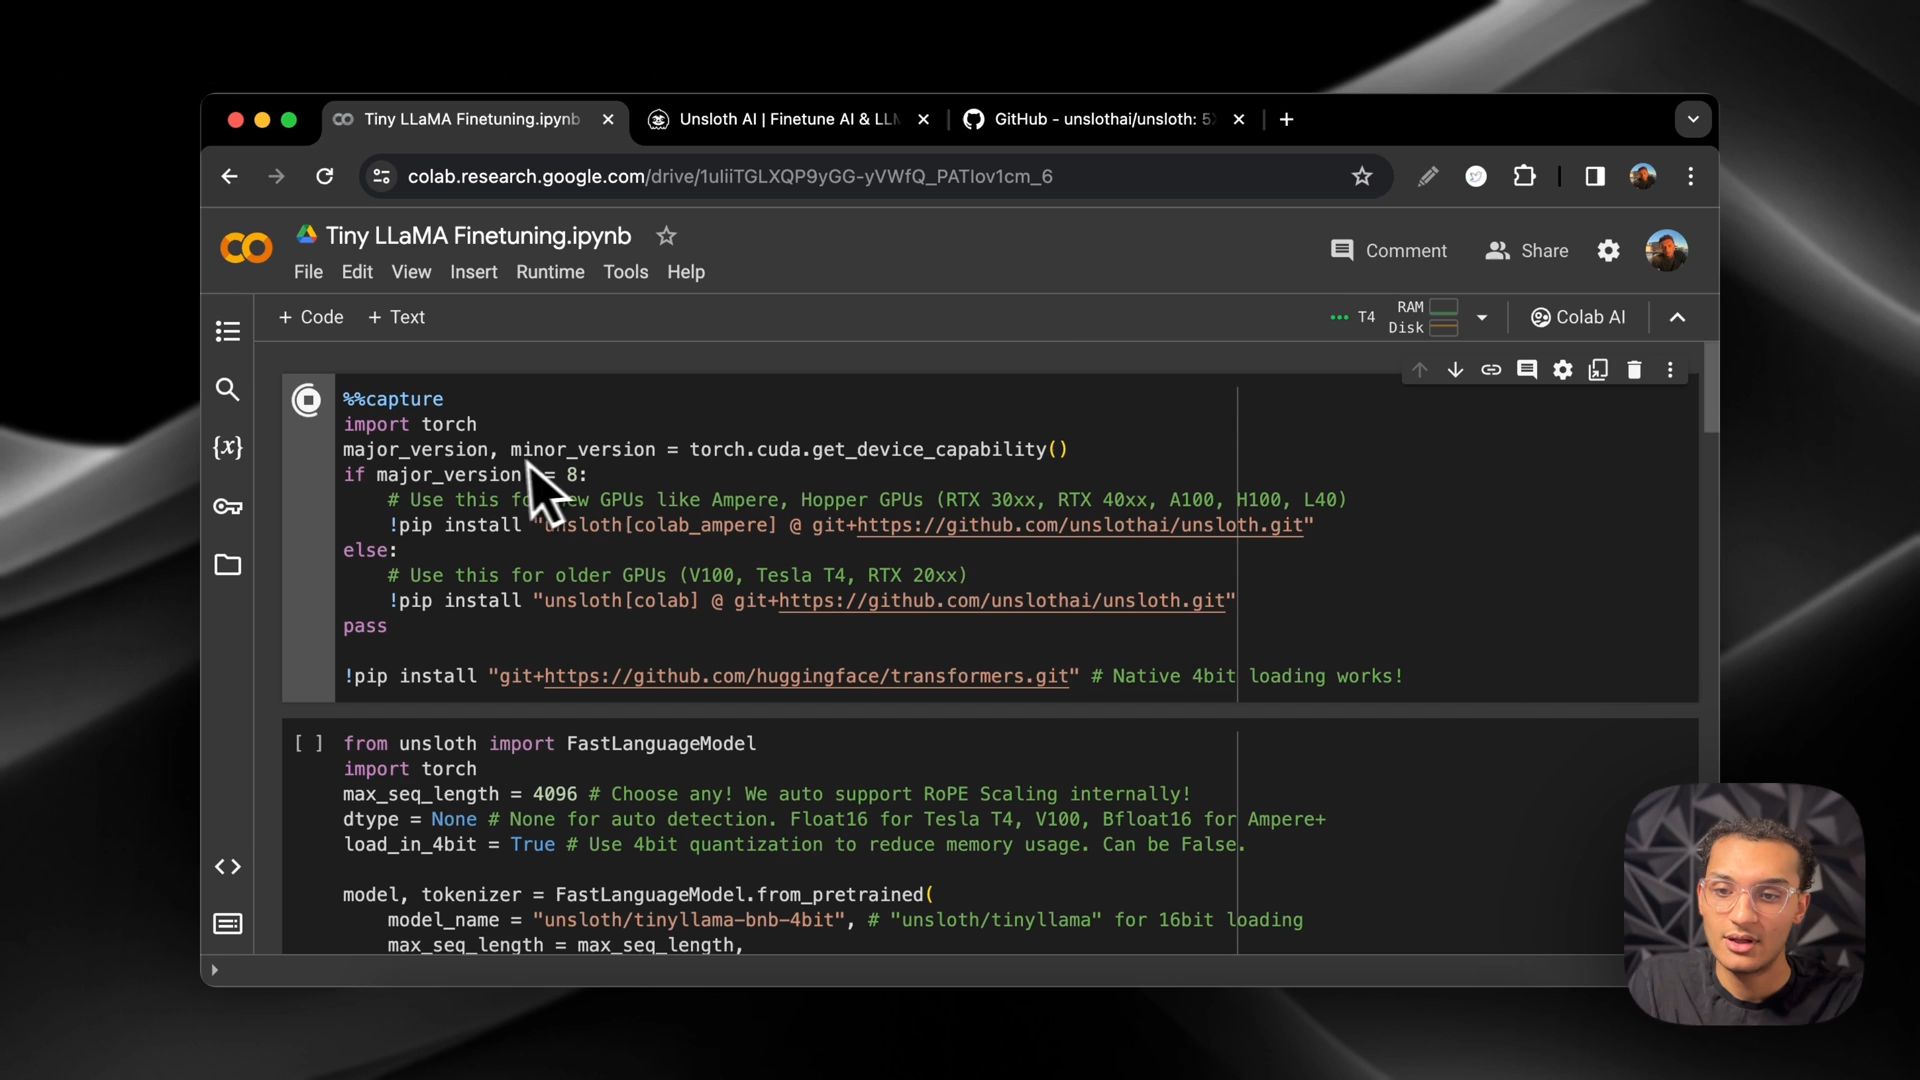 Tiny LLaMA Finetuning.ipynb
Unsloth AI | Finetune AI & LLM
GitHub - unslothai/unsloth: 5X
colab.research.google.com/drive/1uIiiTGLXQP9yGG-yVWfQ_PATIov1cm_6
Tiny LLaMA Finetuning.ipynb
Comment
Share
File Edit View Insert Runtime Tools Help
+ Code + Text
T4
RAM
Disk
Colab AI
%%capture
import torch
major_version, minor_version = torch.cuda.get_device_capability()
if major_version = 8:
# Use this fo ew GPUs like Ampere, Hopper GPUs (RTX 30xx, RTX 40xx, A100, H100, L40)
!pip install "unsloth[colab_ampere] @ git+https://github.com/unslothai/unsloth.git"
else:
# Use this for older GPUs (V100, Tesla T4, RTX 20xx)
!pip install "unsloth[colab] @ git+https://github.com/unslothai/unsloth.git"
pass
!pip install "git+https://github.com/huggingface/transformers.git" # Native 4bit loading works!
[ ] from unsloth import FastLanguageModel
import torch
max_seq_length = 4096 # Choose any! We auto support RoPE Scaling internally!
dtype = None # None for auto detection. Float16 for Tesla T4, V100, Bfloat16 for Ampere+
load_in_4bit = True # Use 4bit quantization to reduce memory usage. Can be False.
model, tokenizer = FastLanguageModel.from_pretrained(
model_name = "unsloth/tinyllama-bnb-4bit", # "unsloth/tinyllama" for 16bit loading
max_seq_length = max_seq_length,